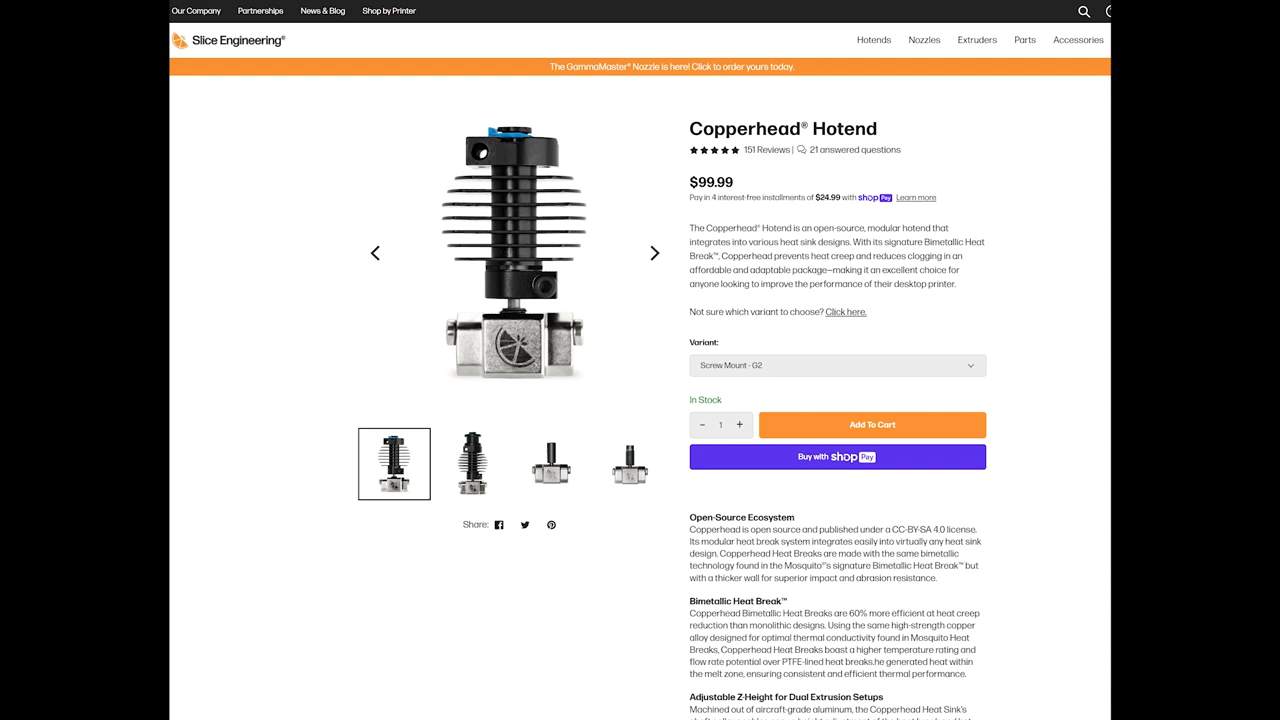 Our Company Partnerships News & Blog Shop by Printer
Slice Engineering®
Hotends Nozzles Extruders Parts Accessories
The GammaMaster® Nozzle is here! Click to order yours today.
Copperhead® Hotend
151 Reviews | 21 answered questions
$99.99
Pay in 4 interest-free installments of $24.99 with shop Pay Learn more
The Copperhead® Hotend is an open-source, modular hotend that
integrates into various heat sink designs. With its signature Bimetallic Heat
Break™, Copperhead prevents heat creep and reduces clogging in an
affordable and adaptable package—making it an excellent choice for
anyone looking to improve the performance of their desktop printer.
Not sure which variant to choose? Click here.
Variant:
Screw Mount - G2
In Stock
- 1 + Add To Cart
Buy with shop Pay
Share:
Open-Source Ecosystem
Copperhead is open source and published under a CC-BY-SA 4.0 license.
Its modular heat break system integrates easily into virtually any heat sink
design. Copperhead Heat Breaks are made with the same bimetallic
technology found in the Mosquito®'s signature Bimetallic Heat Break™ but
with a thicker wall for superior impact and abrasion resistance.
Bimetallic Heat Break™
Copperhead Bimetallic Heat Breaks are 60% more efficient at heat creep
reduction than monolithic designs. Using the same high-strength copper
alloy designed for optimal thermal conductivity found in Mosquito Heat
Breaks, Copperhead Heat Breaks boast a higher temperature rating and
flow rate potential over PTFE-lined heat breaks.he generated heat within
the melt zone, ensuring consistent and efficient thermal performance.
Adjustable Z-Height for Dual Extrusion Setups
Machined out of aircraft-grade aluminum, the Copperhead Heat Sink's